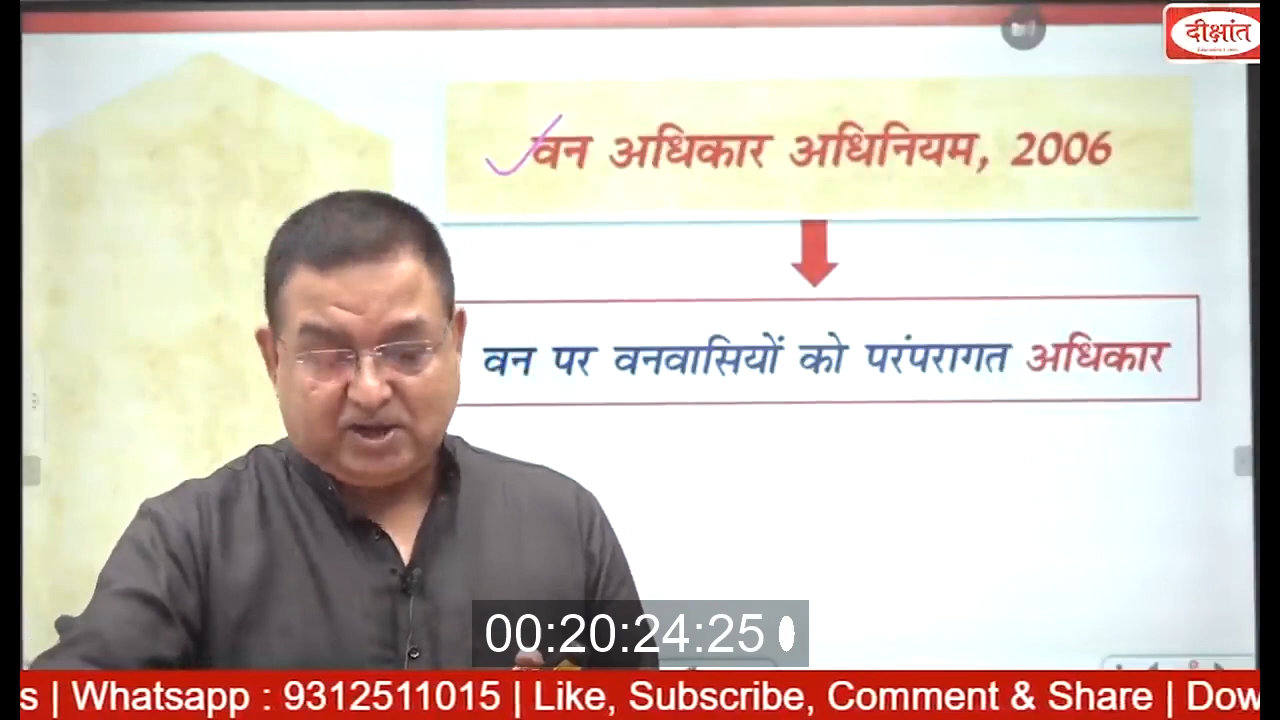 दीक्षांत
वन अधिकार अधिनियम, 2006
वन पर वनवासियों को परंपरागत अधिकार
00:20:24:25
s | Whatsapp : 9312511015 | Like, Subscribe, Comment & Share | Dow